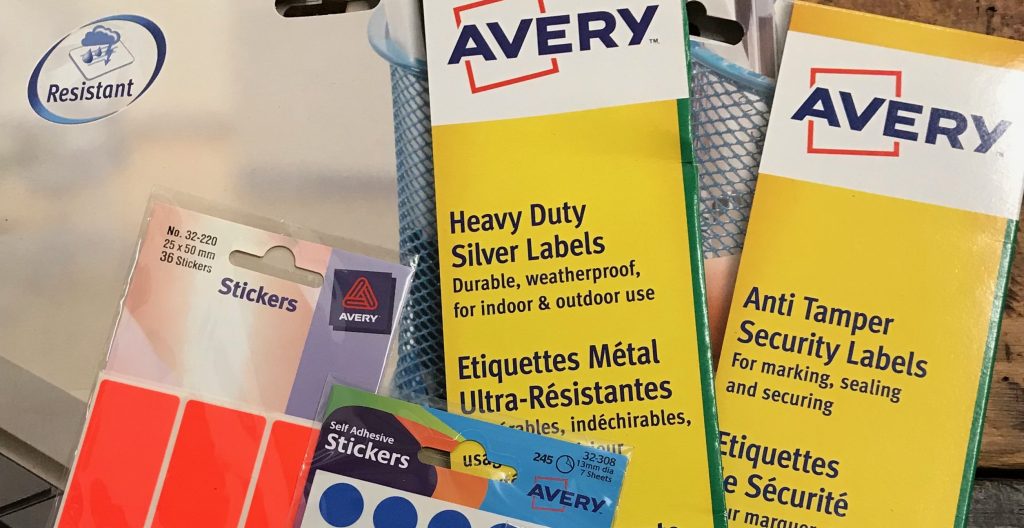 Resistant
No. 32-220
25 x 50 mm
36 Stickers
Stickers
AVERY
Self Adhesive
Stickers
245
32-308
13mm dia
7 Sheets
AVERY
AVERY™
Heavy Duty
Silver Labels
Durable, weatherproof,
for indoor & outdoor use
Etiquettes Métal
Ultra-Résistantes
indéchirables,
AVERY
Anti Tamper
Security Labels
For marking, sealing
and securing
Etiquettes
Sécurité
marquer